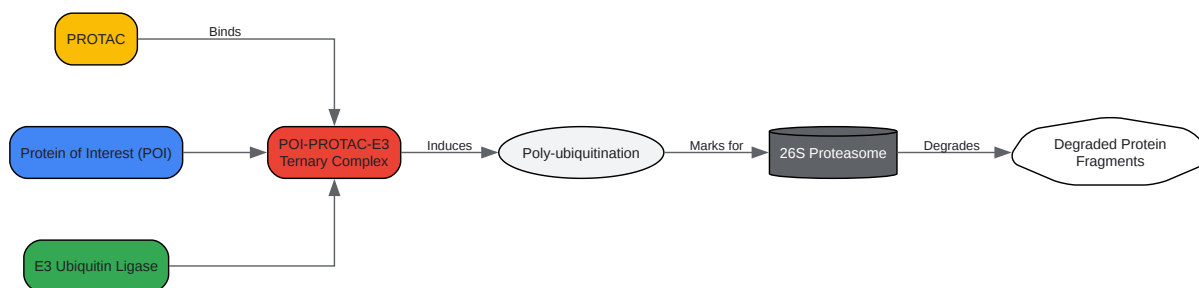 PROTAC
Binds
Protein of Interest (POI)
POI-PROTAC-E3
Ternary Complex
Induces
Poly-ubiquitination
Marks for
26S Proteasome
Degrades
Degraded Protein
Fragments
E3 Ubiquitin Ligase